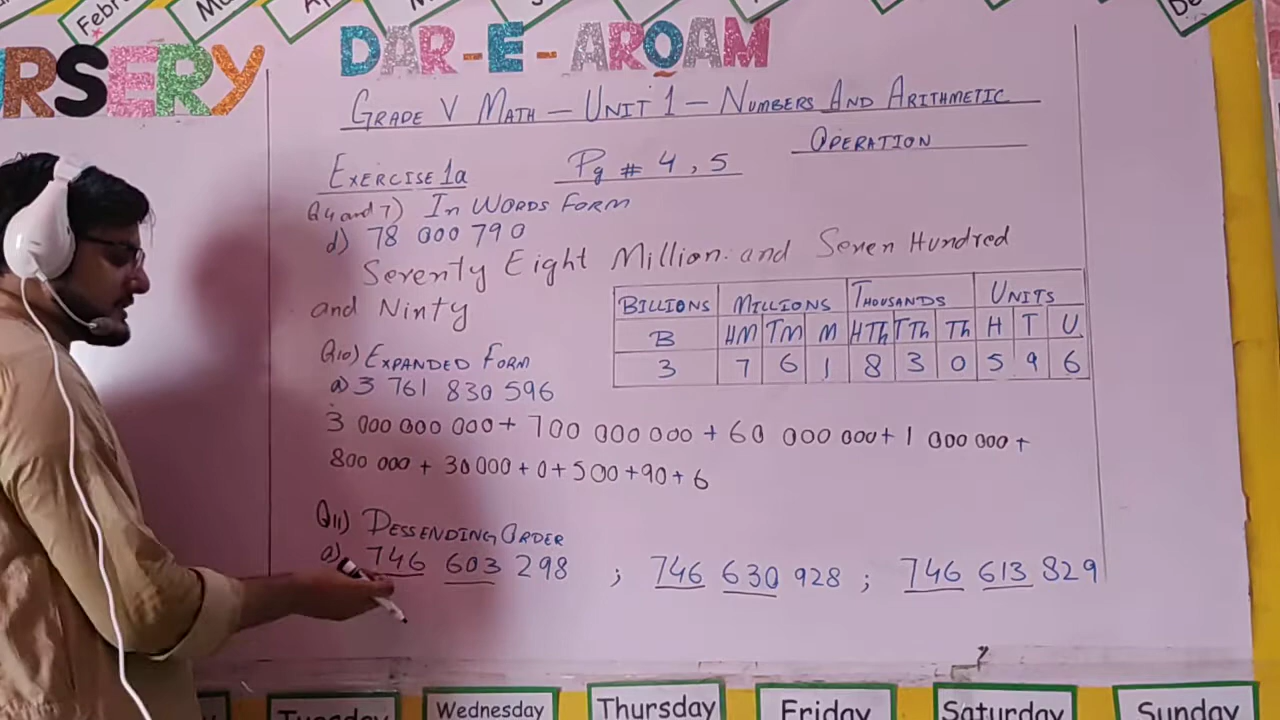 Febru
RSERY
DAR-E-ARQAM
GRADE V MATH - UNIT 1 - NUMBERS AND ARITHMETIC
OPERATION
EXERCISE 1a Pg # 4, 5
Q4 and 7) IN WORDS FORM
d) 78 000 790
Seventy Eight Million and Seven Hundred
and Ninty
BILLIONS MILLIONS THOUSANDS UNITS
B HM TM M HTh TTh Th H T U
3 7 6 1 8 3 0 5 9 6
Q10) EXPANDED FORM
a) 3 761 830 596
3 000 000 000 + 700 000 000 + 60 000 000 + 1 000 000 +
800 000 + 30 000 + 0 + 500 + 90 + 6
Q11) DESSENDING ORDER
a) 746 603 298 ; 746 630 928 ; 746 613 829
Tuesday Wednesday Thursday Friday Saturday Sunday